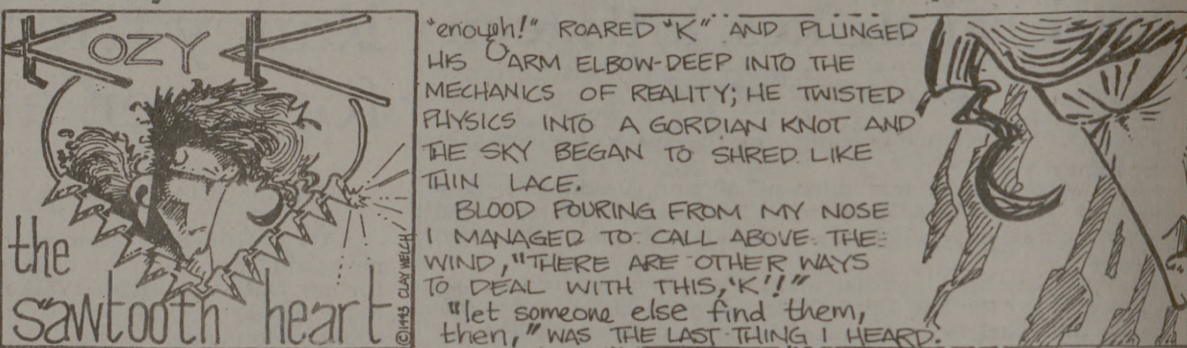 KOZY K
the
sawtooth heart
©1993 CLAY WELCH
"enough!" ROARED "K" AND PLUNGED
HIS ARM ELBOW-DEEP INTO THE
MECHANICS OF REALITY; HE TWISTED
PHYSICS INTO A GORDIAN KNOT AND
THE SKY BEGAN TO SHRED LIKE
THIN LACE.
BLOOD POURING FROM MY NOSE
I MANAGED TO CALL ABOVE THE
WIND, "THERE ARE OTHER WAYS
TO DEAL WITH THIS, 'K'!"
"let someone else find them,
then," WAS THE LAST THING I HEARD.